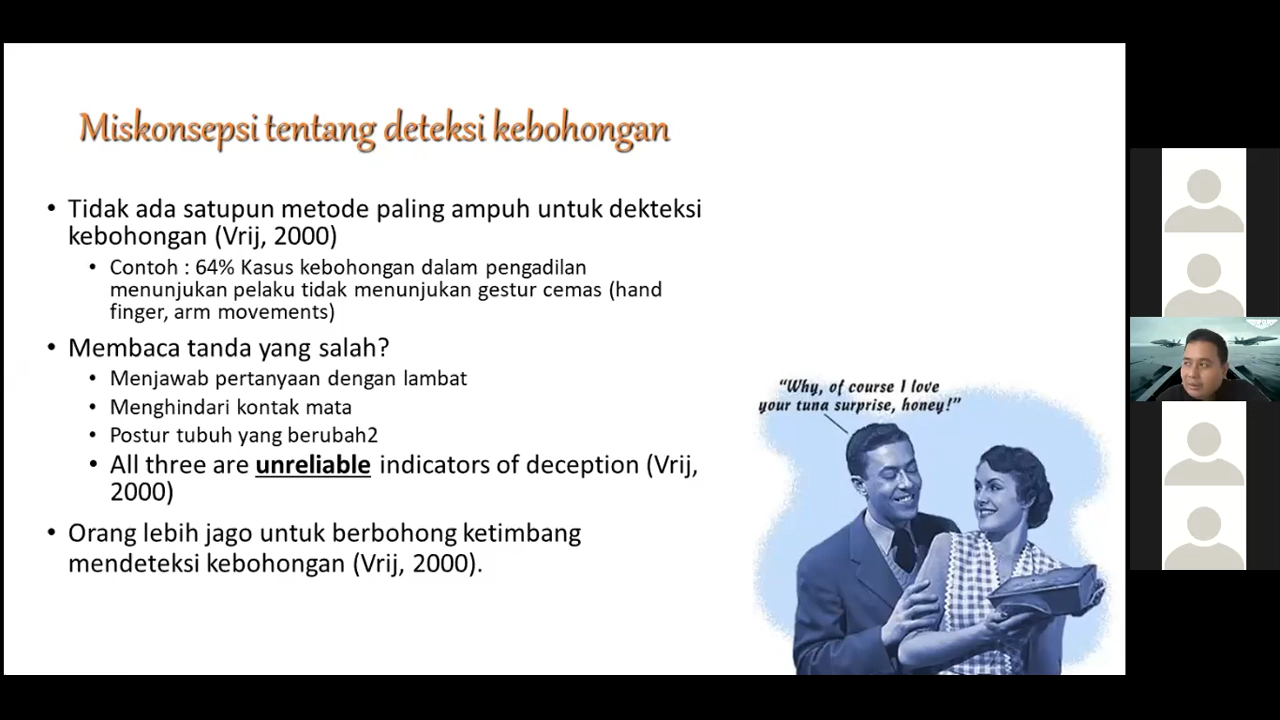 Miskonsepsi tentang deteksi kebohongan
• Tidak ada satupun metode paling ampuh untuk dekteksi
kebohongan (Vrij, 2000)
• Contoh : 64% Kasus kebohongan dalam pengadilan
menunjukan pelaku tidak menunjukan gestur cemas (hand
finger, arm movements)
• Membaca tanda yang salah?
• Menjawab pertanyaan dengan lambat
• Menghindari kontak mata
• Postur tubuh yang berubah2
• All three are unreliable indicators of deception (Vrij,
2000)
• Orang lebih jago untuk berbohong ketimbang
mendeteksi kebohongan (Vrij, 2000).
“Why, of course I love
your tuna surprise, honey!”